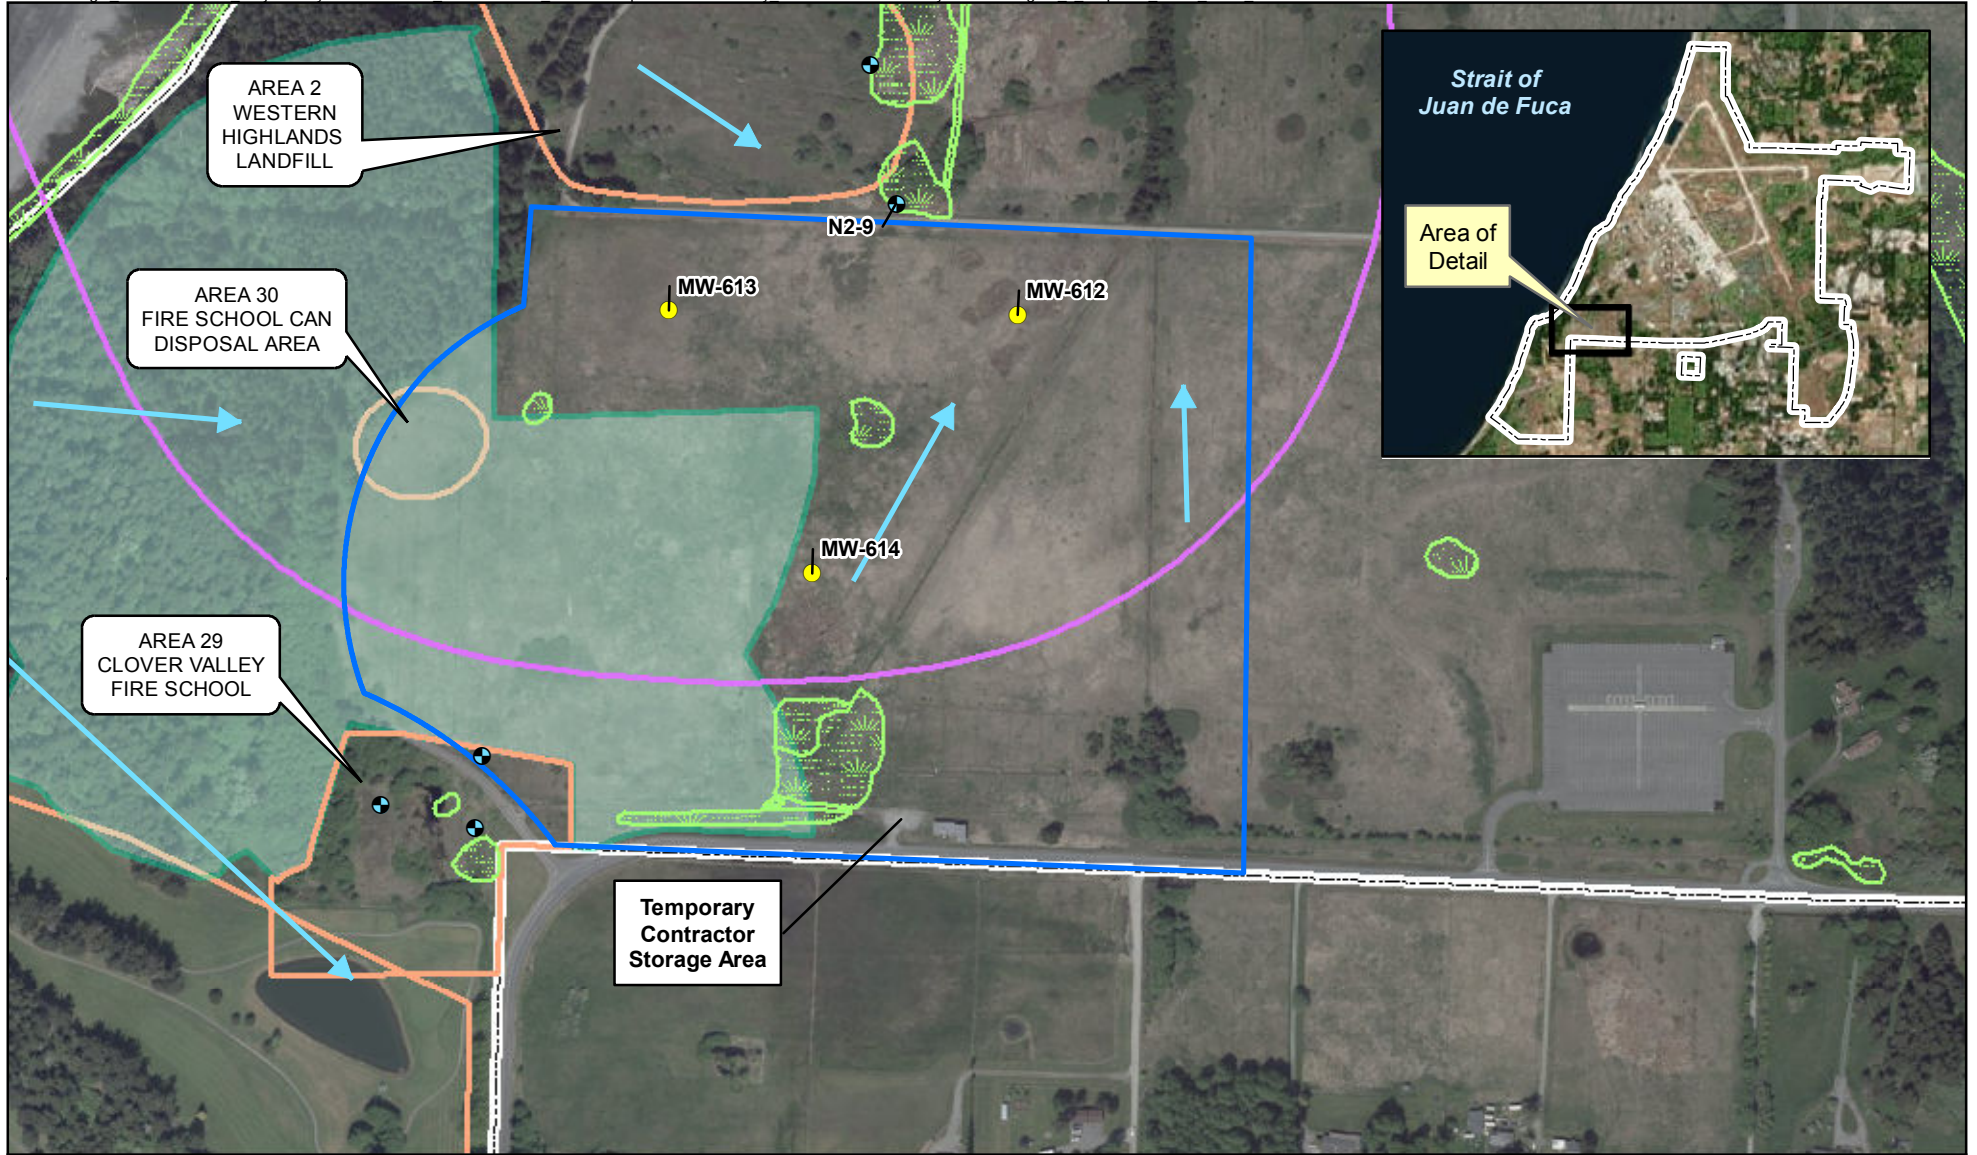 AREA 2
WESTERN
HIGHLANDS
LANDFILL
Strait of
Juan de Fuca
Area of
Detail
N2-9
MW-613
MW-612
AREA 30
FIRE SCHOOL CAN
DISPOSAL AREA
MW-614
AREA 29
CLOVER VALLEY
FIRE SCHOOL
Temporary
Contractor
Storage Area